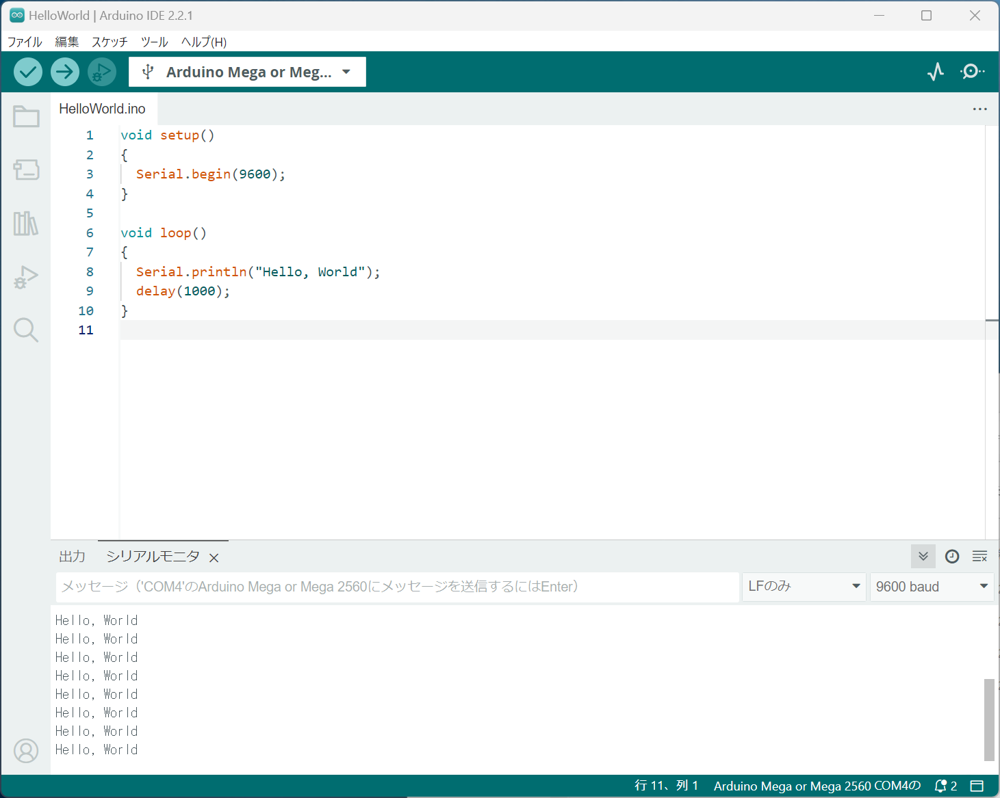 HelloWorld | Arduino IDE 2.2.1
ファイル 編集 スケッチ ツール ヘルプ(H)
Arduino Mega or Meg...
HelloWorld.ino
1 void setup()
2 {
3 Serial.begin(9600);
4 }
5
6 void loop()
7 {
8 Serial.println("Hello, World");
9 delay(1000);
10 }
11
出力 シリアルモニタ
メッセージ（'COM4'のArduino Mega or Mega 2560にメッセージを送信するにはEnter） LFのみ 9600 baud
Hello, World
Hello, World
Hello, World
Hello, World
Hello, World
Hello, World
Hello, World
Hello, World
行 11、列 1 Arduino Mega or Mega 2560 COM4の 2